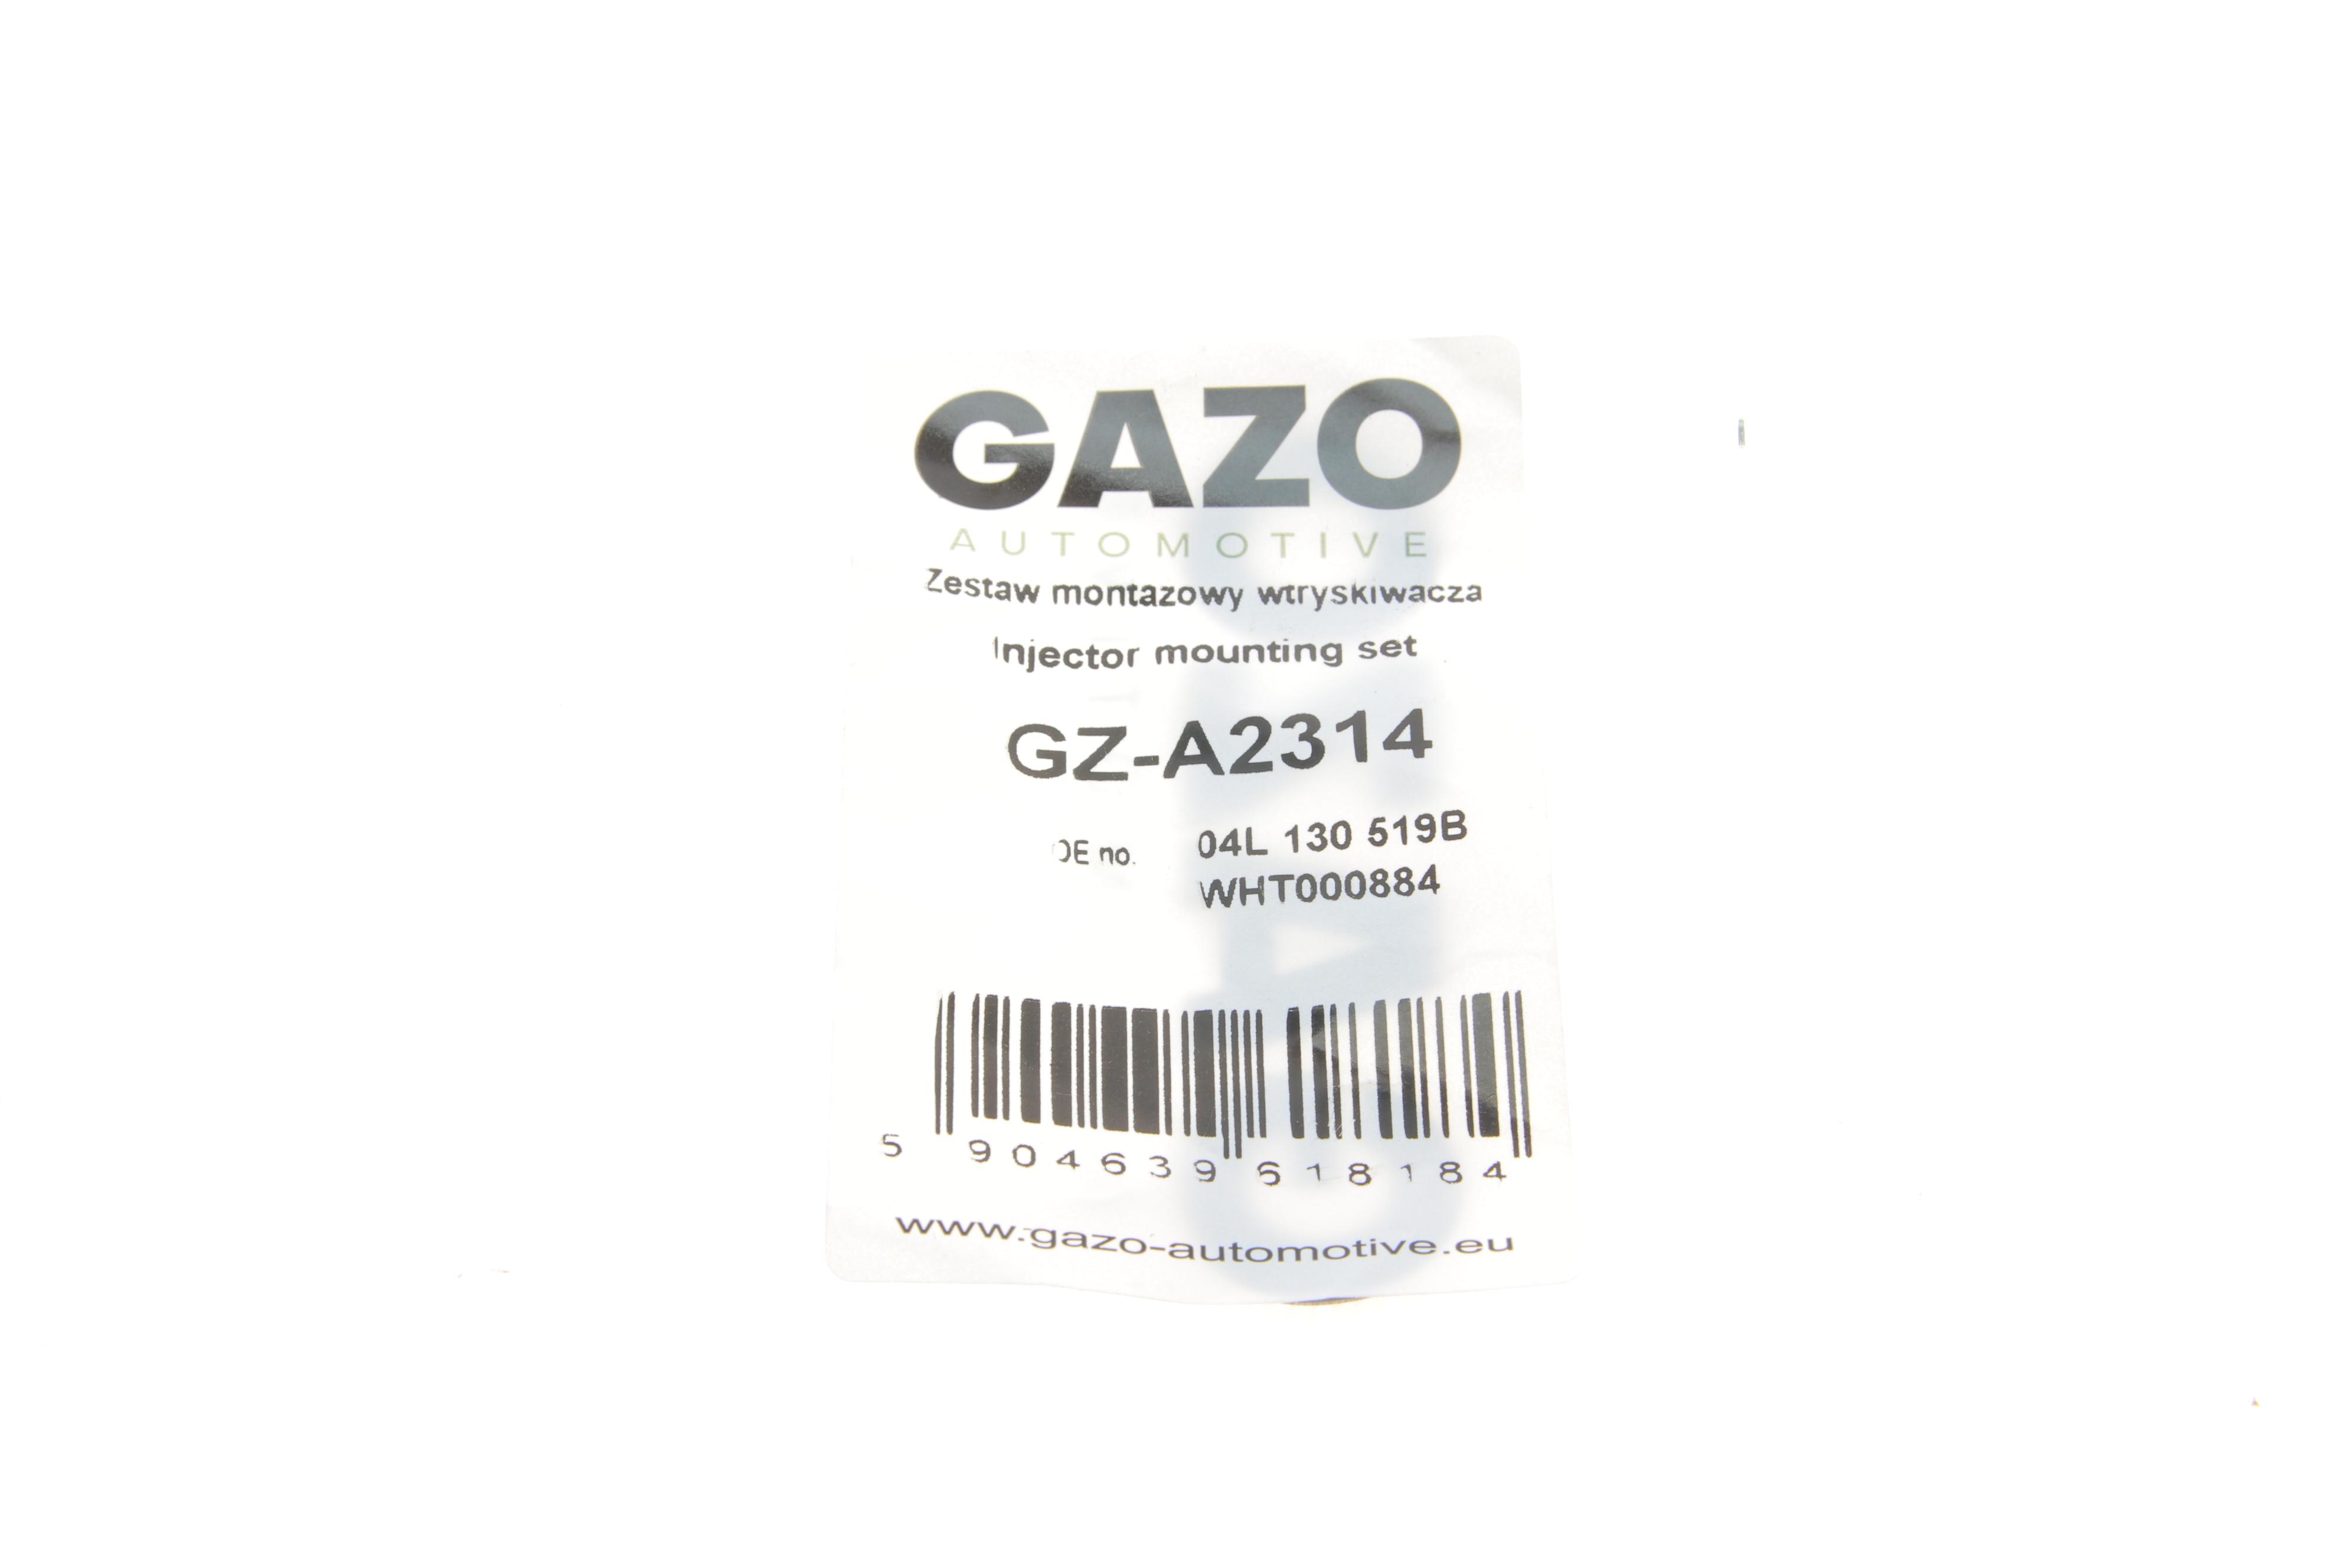 GAZO
AUTOMOTIVE
Zestaw montazowy wtryskiwacza
Injector mounting set
GZ-A2314
OE no. 04L 130 519B
WHT000884
5 904639 618184
www.gazo-automotive.eu